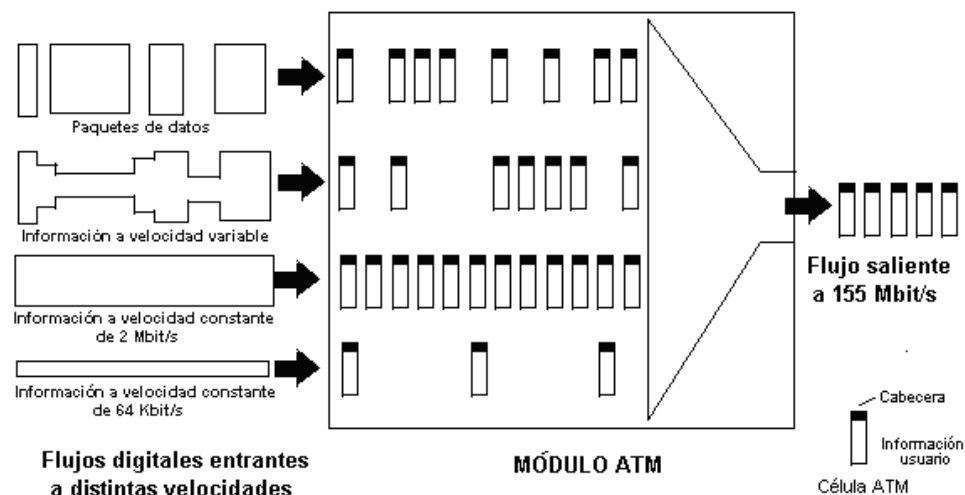 Paquetes de datos
Información a velocidad variable
Información a velocidad constante
de 2 Mbit/s
Información a velocidad constante
de 64 Kbit/s
Flujos digitales entrantes
a distintas velocidades
MÓDULO ATM
Flujo saliente
a 155 Mbit/s
Cabecera
Información
usuario
Célula ATM